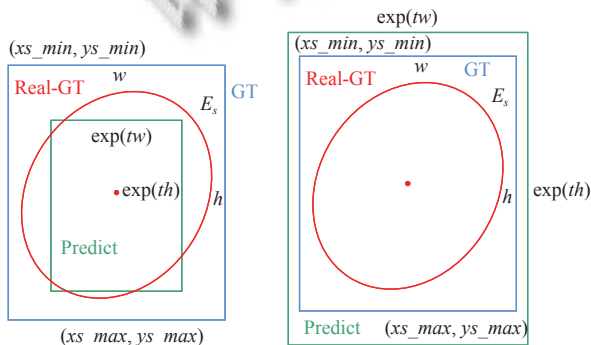 (xs_min, ys_min)
w
Real-GT
GT
E_s
exp(tw)
exp(th)
h
Predict
(xs_max, ys_max)
exp(tw)
(xs_min, ys_min)
w
Real-GT
GT
E_s
h
exp(th)
Predict
(xs_max, ys_max)